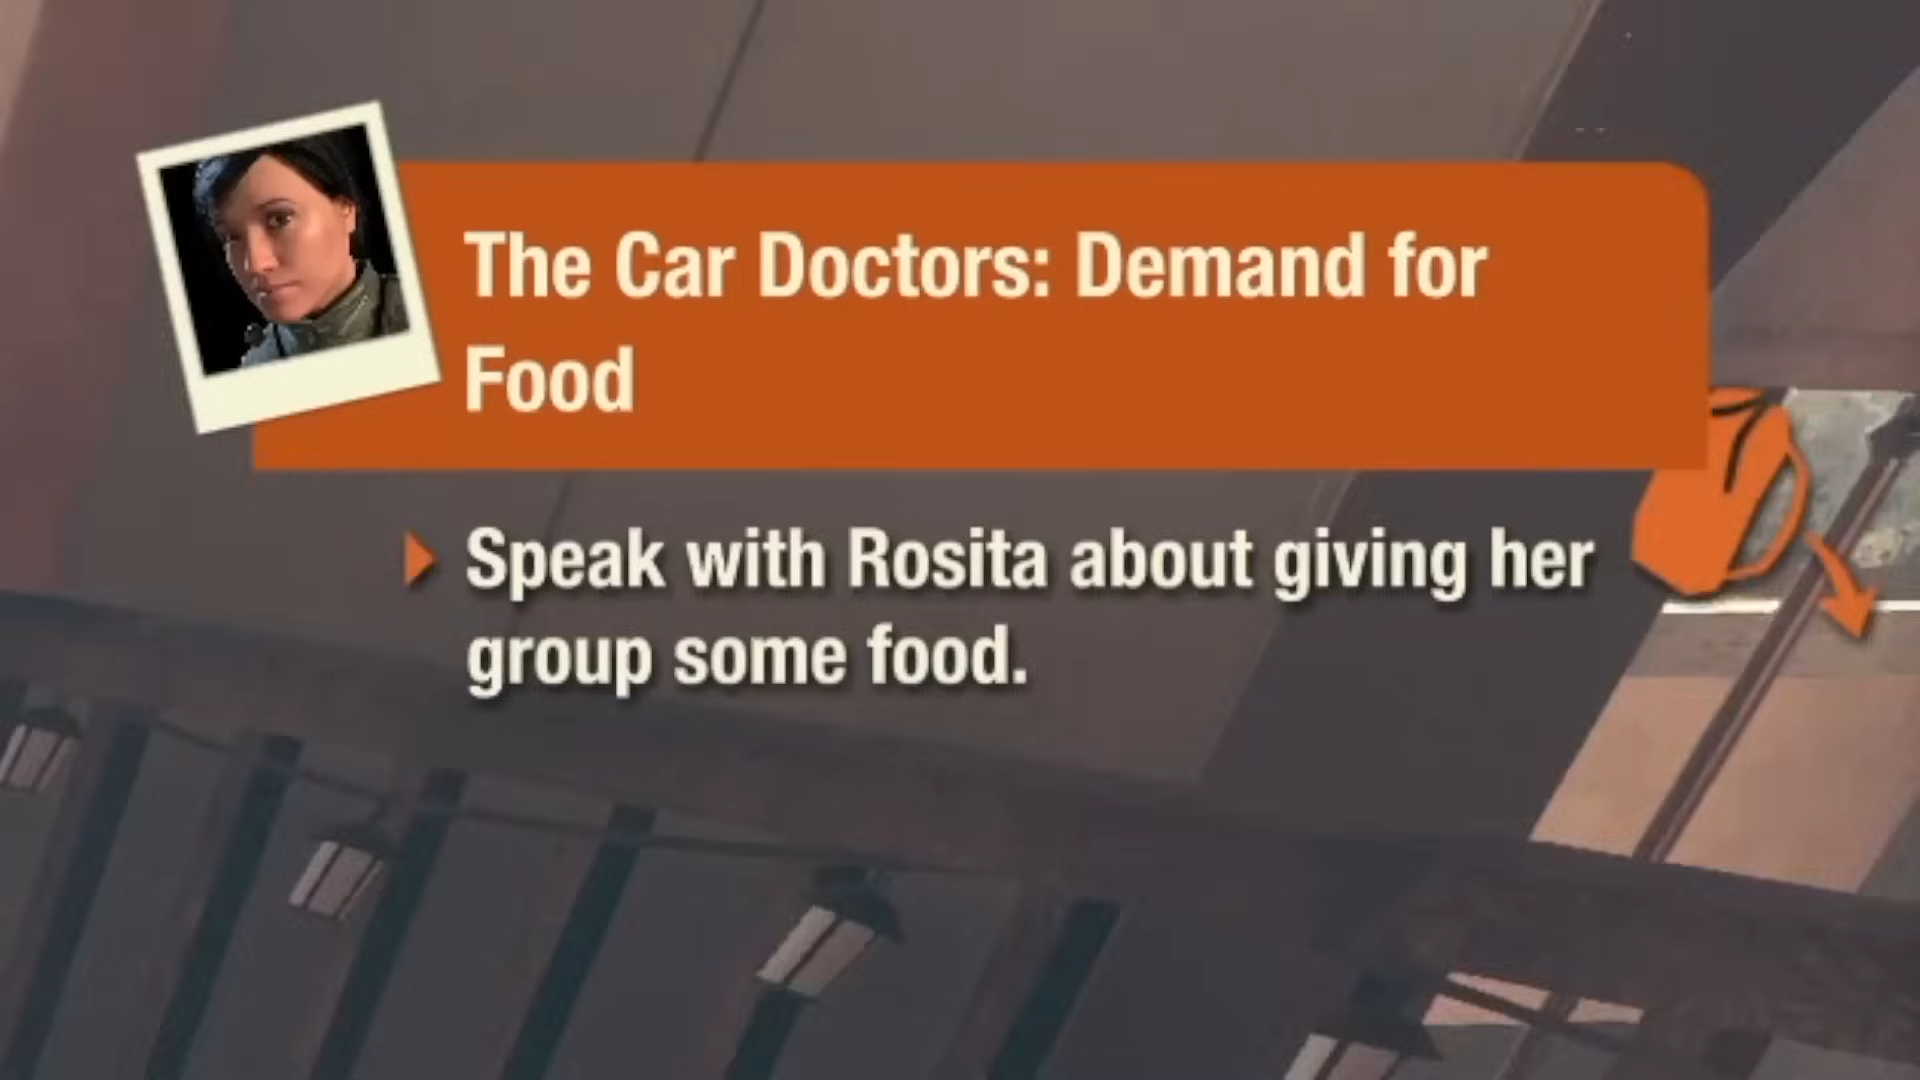 The Car Doctors: Demand for
Food
Speak with Rosita about giving her
group some food.